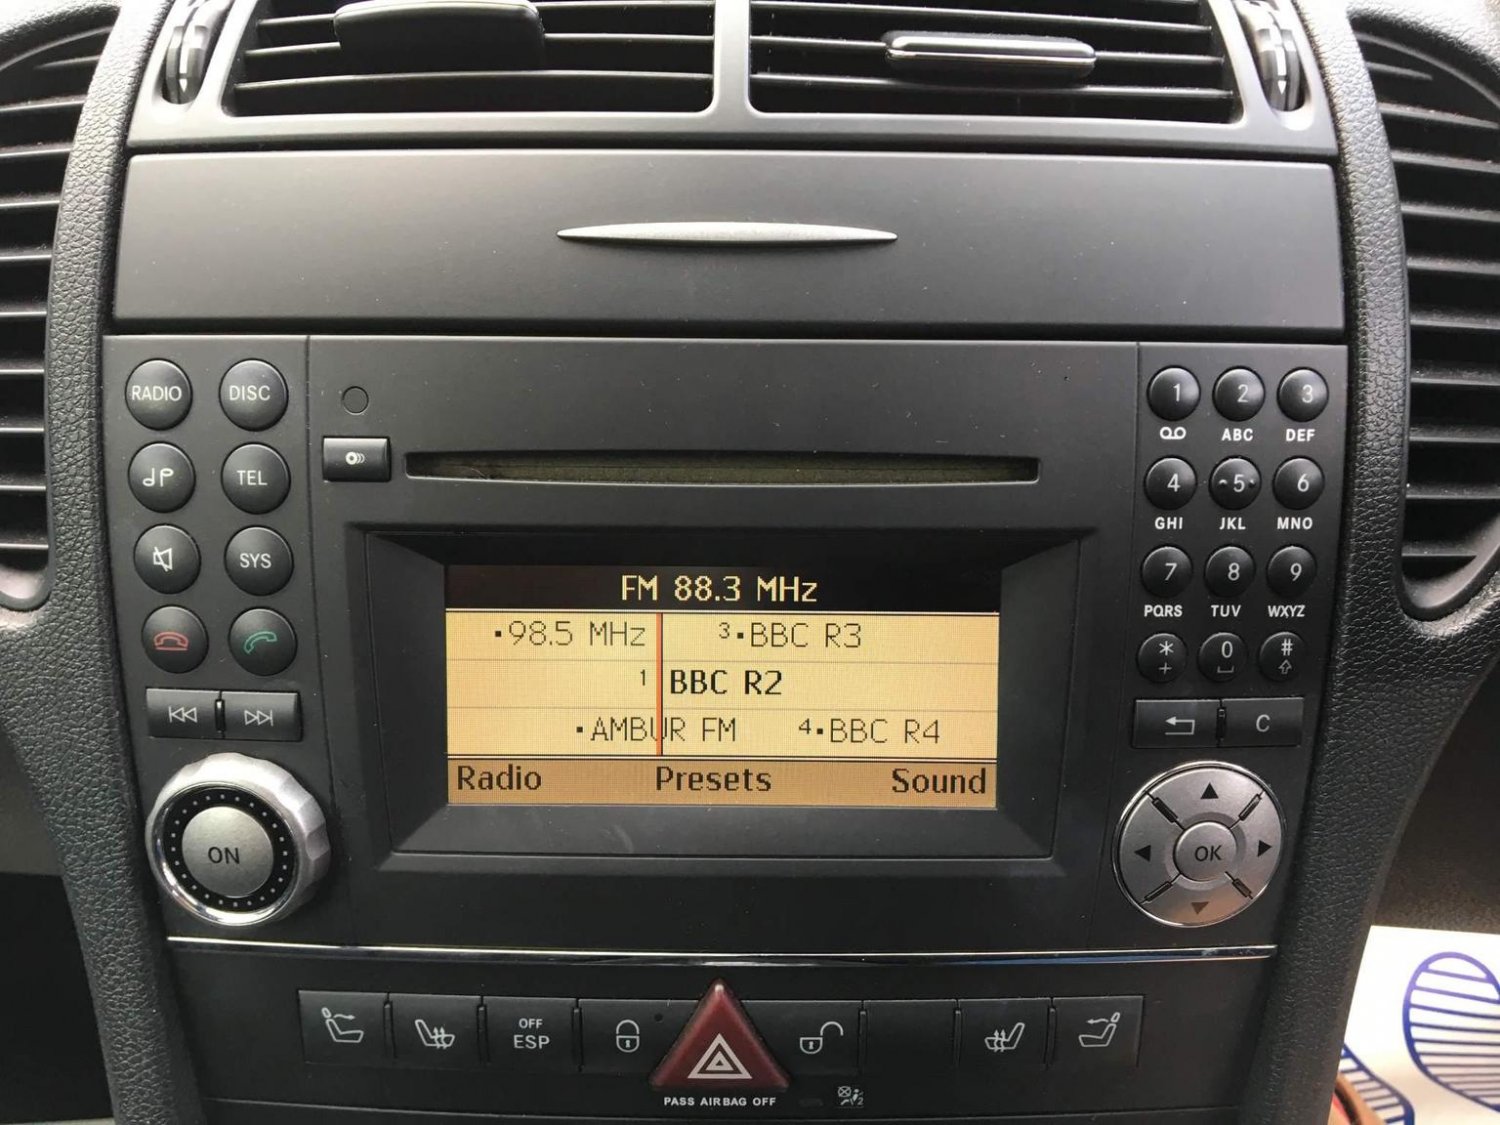 RADIO DISC
TEL
SYS
ON
FM 88.3 MHz
·98.5 MHz 3·BBC R3
1 BBC R2
·AMBUR FM 4·BBC R4
Radio Presets Sound
1 2 3
ABC DEF
4 5 6
GHI JKL MNO
7 8 9
PQRS TUV WXYZ
* 0 #
+
C
OK
OFF
ESP
PASS AIRBAG OFF